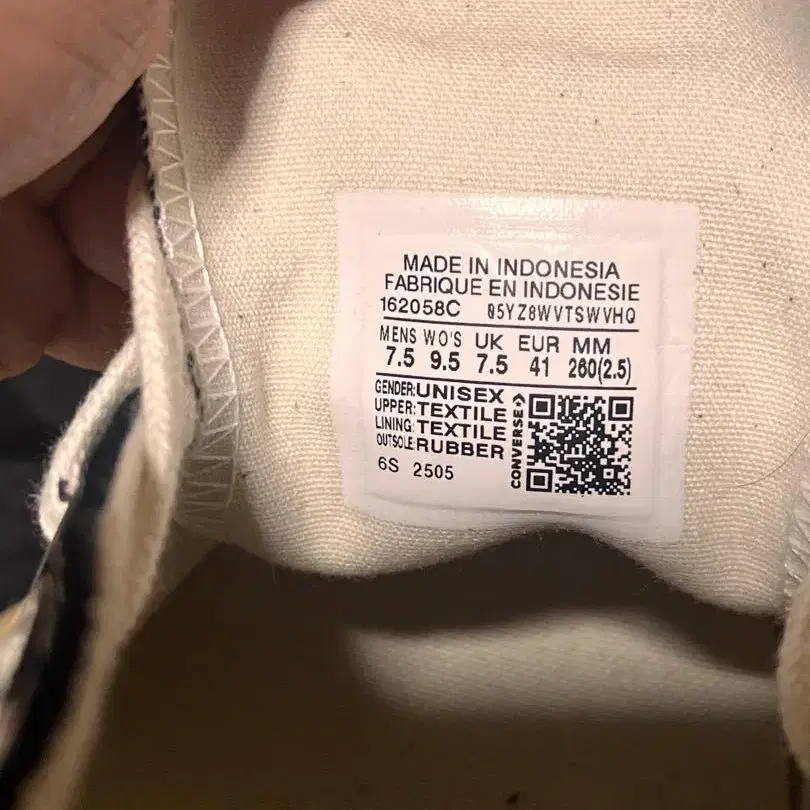 MADE IN INDONESIA
FABRIQUE EN INDONESIE
162058C 05YZ8WVTSWVHQ
MENS WO'S UK EUR MM
7.5 9.5 7.5 41 260(2.5)
GENDER:UNISEX
UPPER:TEXTILE
LINING:TEXTILE
OUTSOLE:RUBBER
6S 2505
CONVERSE